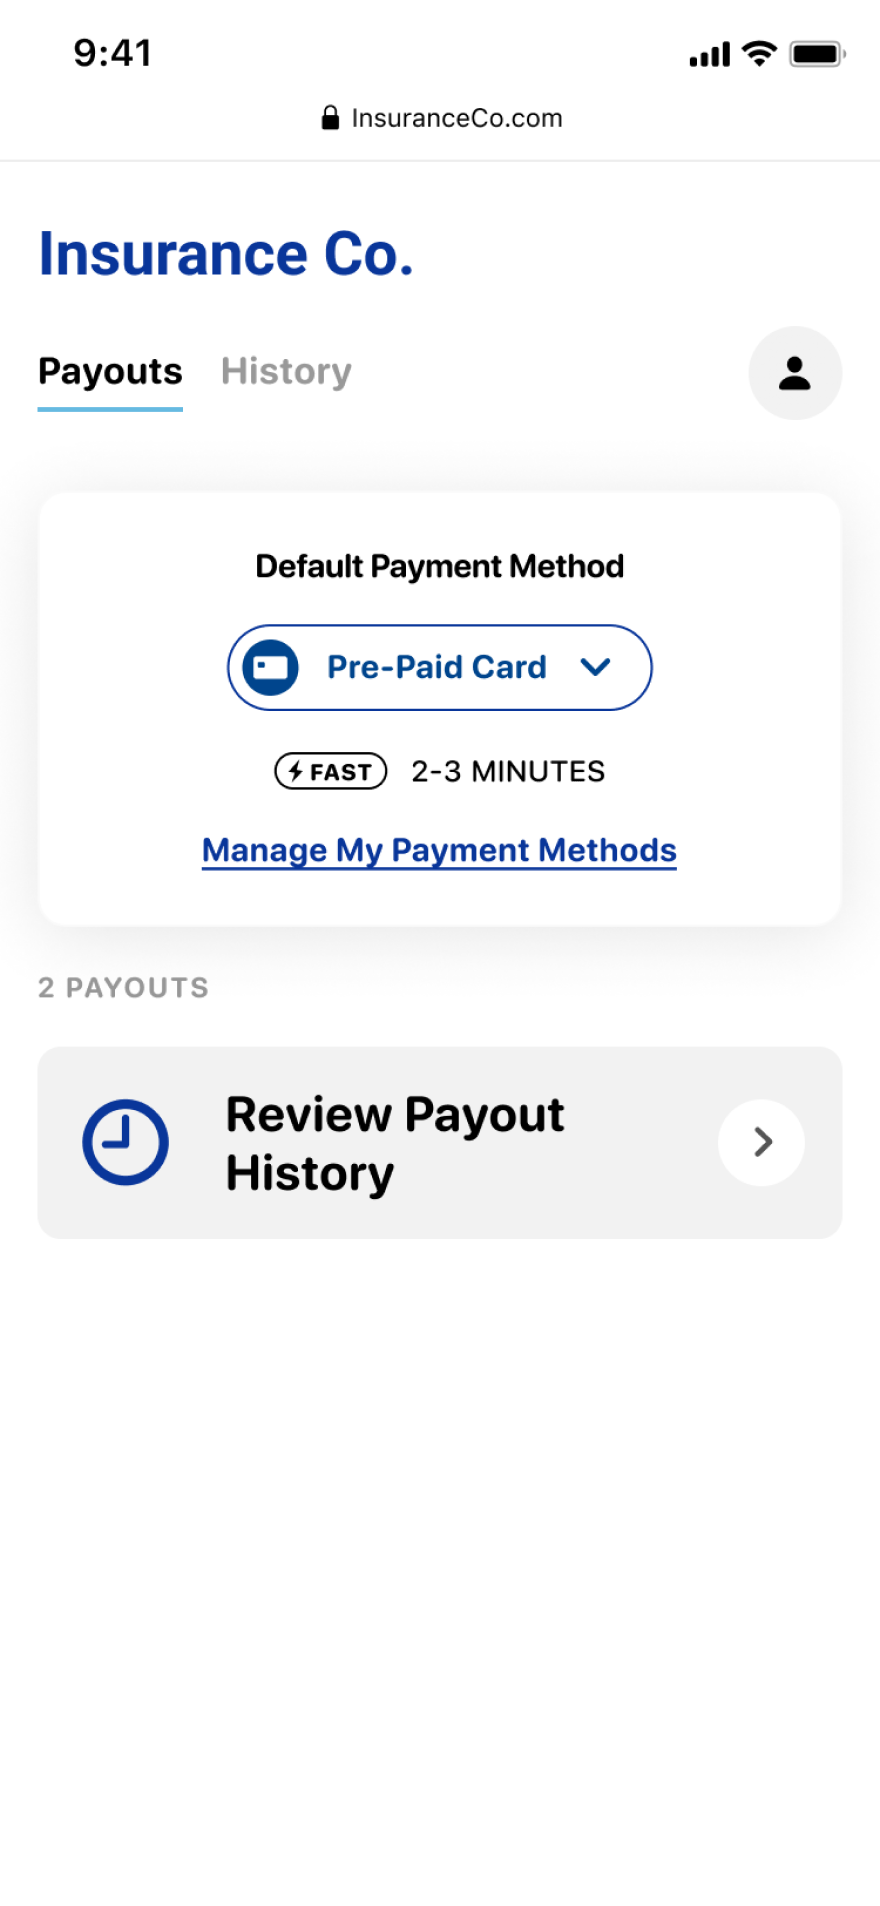 9:41
InsuranceCo.com
Insurance Co.
Payouts History
Default Payment Method
Pre-Paid Card
FAST 2-3 MINUTES
Manage My Payment Methods
2 PAYOUTS
Review Payout
History